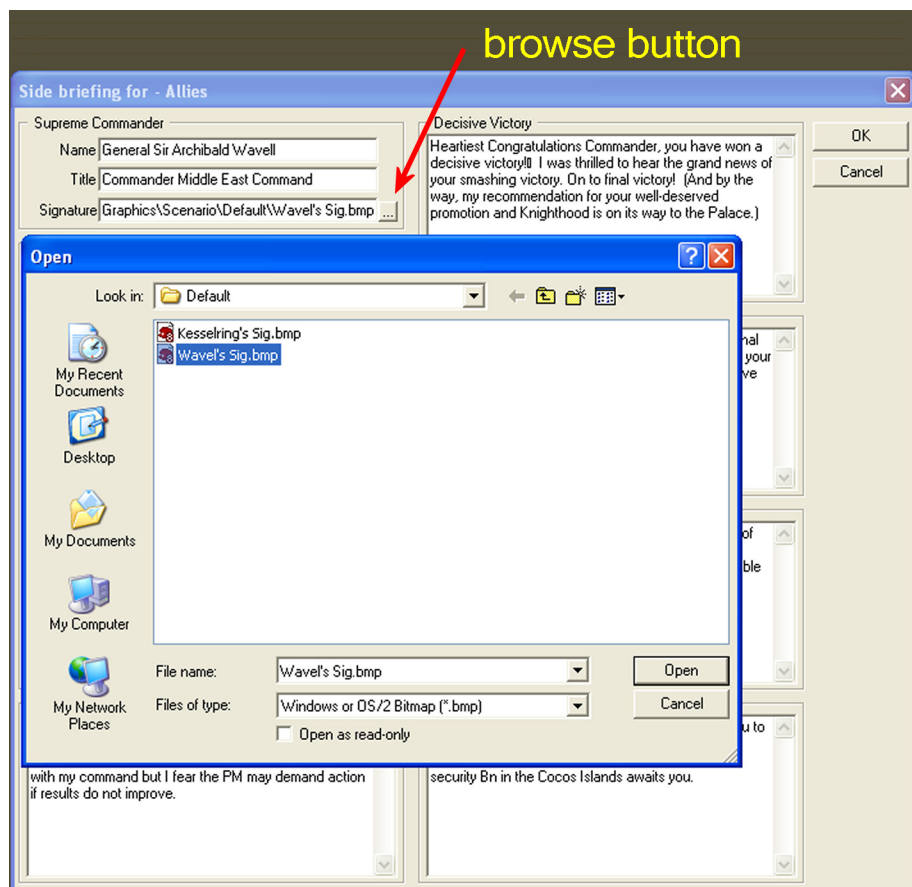 browse button
Side briefing for - Allies
Supreme Commander
Name General Sir Archibald Wavell
Title Commander Middle East Command
Signature Graphics\Scenario\Default\Wavel's Sig.bmp ...
Decisive Victory
Heartiest Congratulations Commander, you have won a
decisive victory!▯ I was thrilled to hear the grand news of
your smashing victory. On to final victory! (And by the
way, my recommendation for your well-deserved
promotion and Knighthood is on its way to the Palace.)
OK
Cancel
Open
Look in: Default
Kesselring's Sig.bmp
Wavel's Sig.bmp
My Recent
Documents
Desktop
My Documents
My Computer
My Network
Places
File name: Wavel's Sig.bmp Open
Files of type: Windows or OS/2 Bitmap (*.bmp) Cancel
Open as read-only
your
ve
of
ble
u to
with my command but I fear the PM may demand action
if results do not improve.
security Bn in the Cocos Islands awaits you.